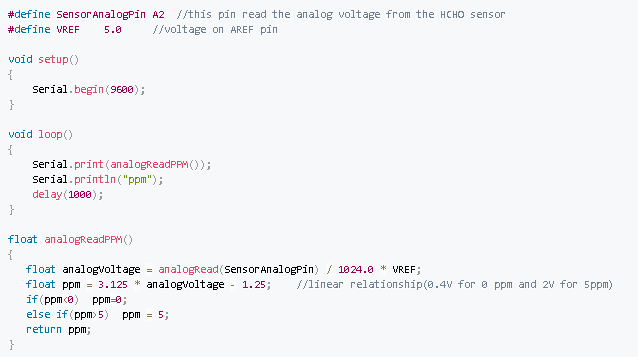 #define SensorAnalogPin A2  //this pin read the analog voltage from the HCHO sensor
#define VREF    5.0     //voltage on AREF pin

void setup()
{
    Serial.begin(9600);
}

void loop()
{
    Serial.print(analogReadPPM());
    Serial.println("ppm");
    delay(1000);
}

float analogReadPPM()
{
   float analogVoltage = analogRead(SensorAnalogPin) / 1024.0 * VREF;
   float ppm = 3.125 * analogVoltage - 1.25;    //linear relationship(0.4V for 0 ppm and 2V for 5ppm)
   if(ppm<0)  ppm=0;
   else if(ppm>5)  ppm = 5;
   return ppm;
}